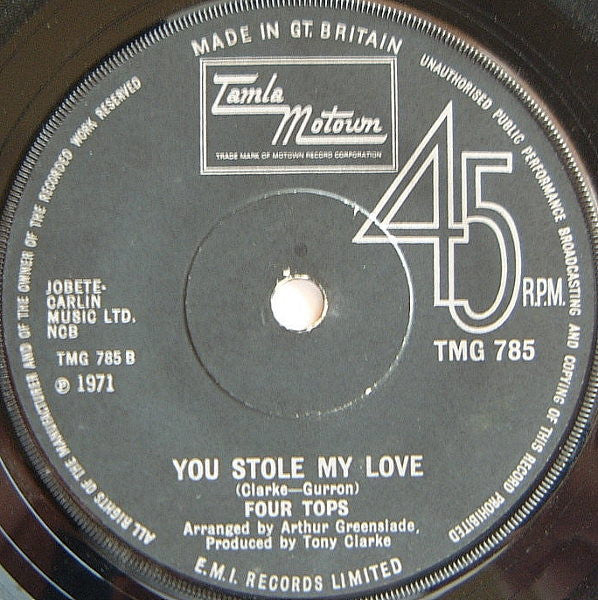 MADE IN GT. BRITAIN
UNAUTHORISED PUBLIC PERFORMANCE BROADCASTING AND COPYING OF THIS RECORD PROHIBITED
ALL RIGHTS OF THE MANUFACTURER AND OF THE OWNER OF THE RECORDED WORK RESERVED
Tamla
Motown
TRADE MARK OF MOTOWN RECORD CORPORATION
45
R.P.M.
TMG 785
JOBETE-
CARLIN
MUSIC LTD.
NCB
TMG 785 B
℗ 1971
YOU STOLE MY LOVE
(Clarke—Gurron)
FOUR TOPS
Arranged by Arthur Greenslade,
Produced by Tony Clarke
E.M.I. RECORDS LIMITED